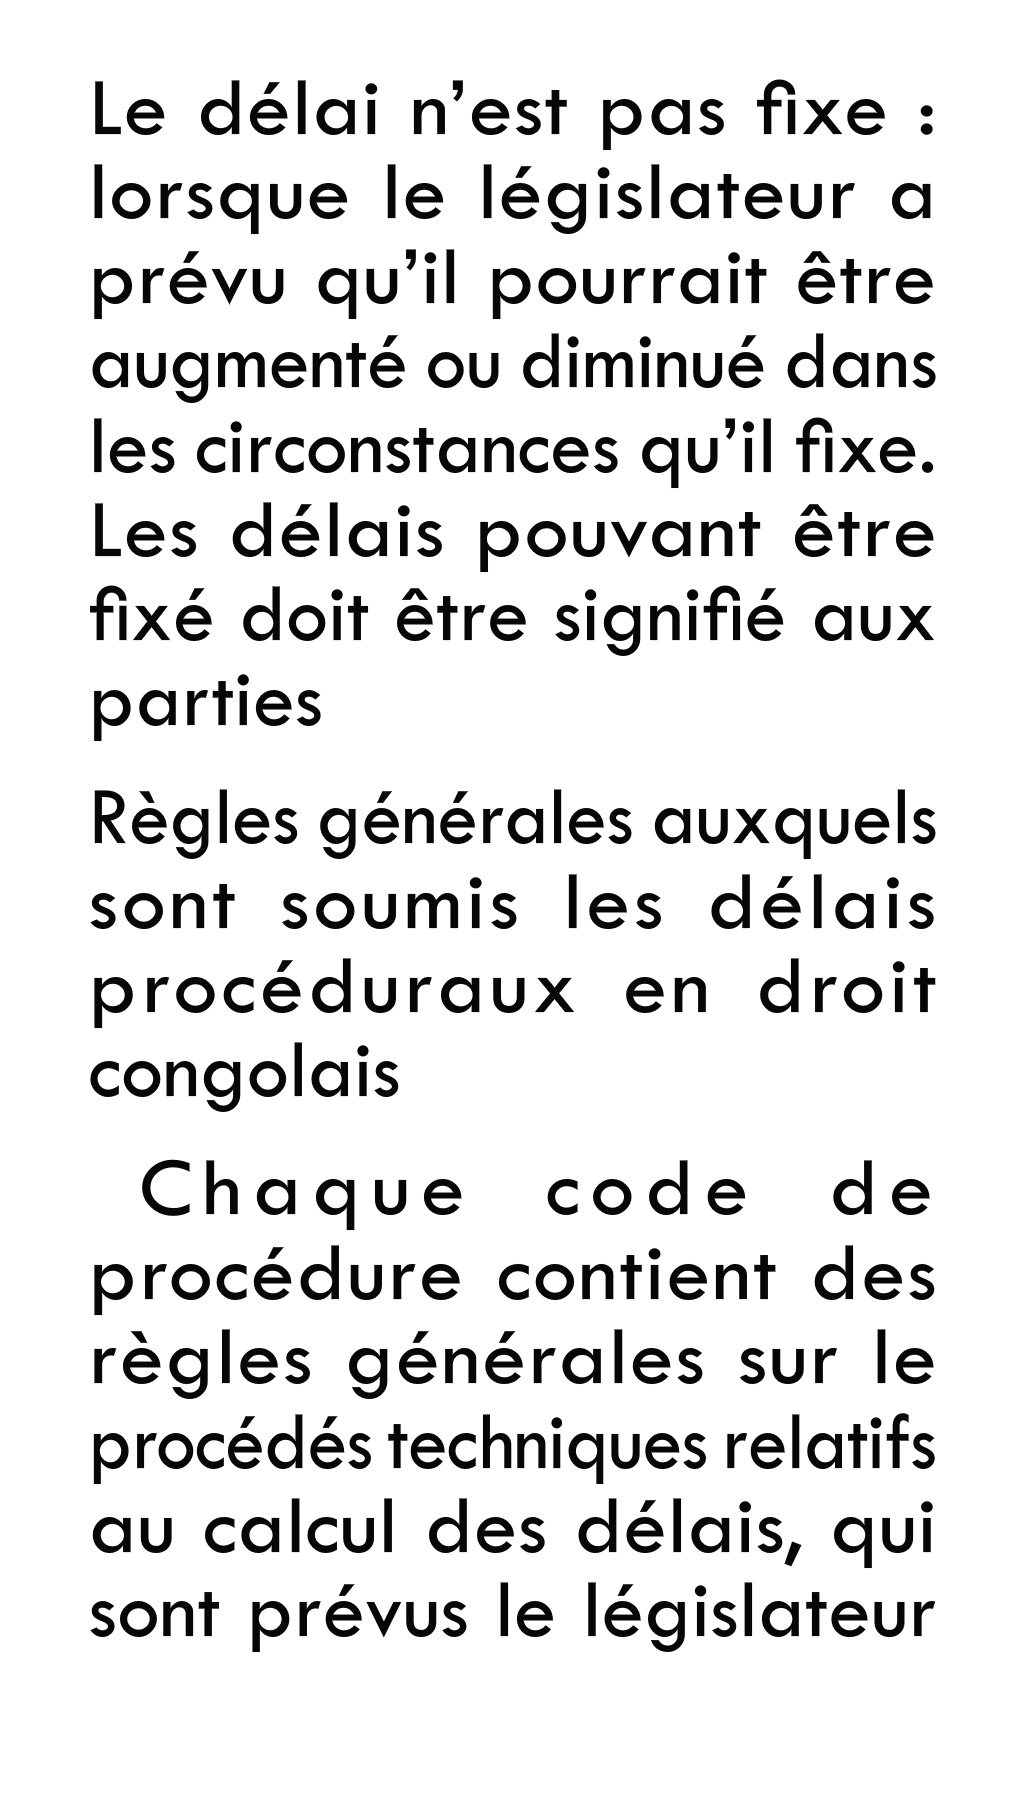 Le délai n’est pas fixe :
lorsque le législateur a
prévu qu’il pourrait être
augmenté ou diminué dans
les circonstances qu’il fixe.
Les délais pouvant être
fixé doit être signifié aux
parties
Règles générales auxquels
sont soumis les délais
procéduraux en droit
congolais
Chaque code de
procédure contient des
règles générales sur le
procédés techniques relatifs
au calcul des délais, qui
sont prévus le législateur